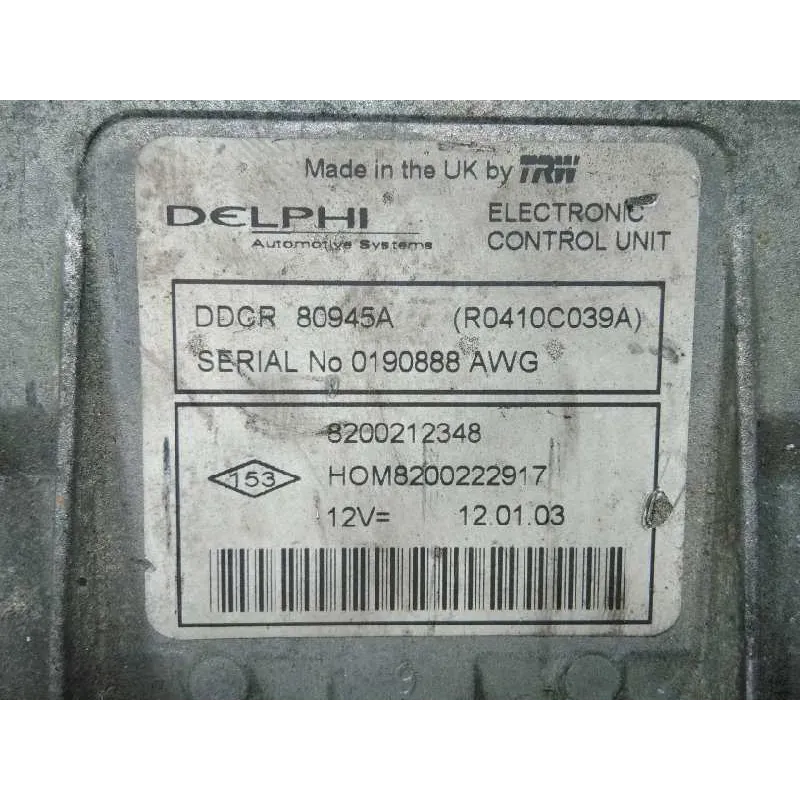 Made in the UK by TRW
DELPHI
Automotive Systems
ELECTRONIC
CONTROL UNIT
DDCR 80945A (R0410C039A)
SERIAL No 0190888 AWG
8200212348
153 HOM8200222917
12V= 12.01.03